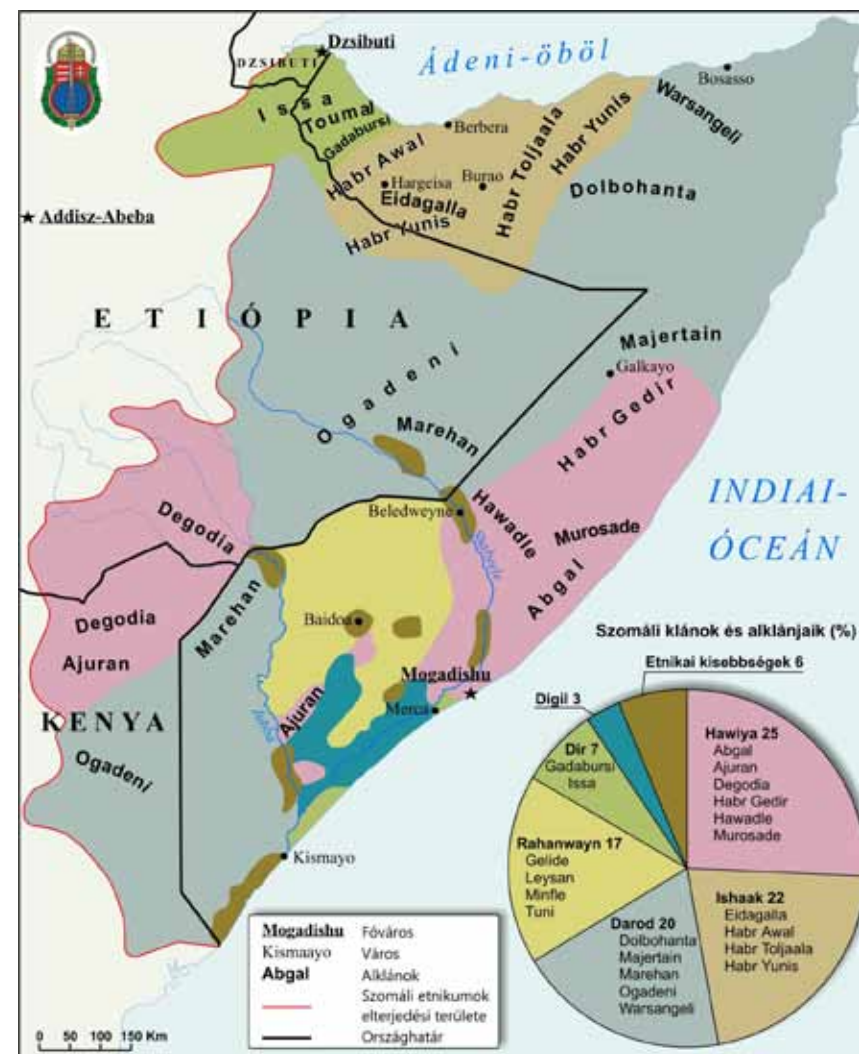 Dzsibuti
DZSIBUTI
Ádeni-öböl
Bosasso
Issa
Toumal
Gadabursi
Berbera
Warsangeli
Habr Awal
Habr Toljaala
Habr Yunis
Hargeisa
Burao
Eidagalla
Dolbohanta
Habr Yunis
Addisz-Abeba
ETIÓPIA
Majertain
Galkayo
Ogadeni
Marehan
Habr Gedir
INDIAI-
ÓCEÁN
Beledweyne
Hawadle
Murosade
Abgal
Degodia
Marehan
Baidoa
Degodia
Ajuran
Ajuran
Mogadishu
Merca
KENYA
Ogadeni
Kismayo
Szomáli klánok és alklánjaik (%)
Etnikai kisebbségek 6
Digil 3
Dir 7
Gadabursi
Issa
Hawiya 25
Abgal
Ajuran
Degodia
Habr Gedir
Hawadle
Murosade
Rahanwayn 17
Gelide
Leysan
Minfle
Tuni
Ishaak 22
Eidagalla
Habr Awal
Habr Toljaala
Habr Yunis
Darod 20
Dolbohanta
Majertain
Marehan
Ogadeni
Warsangeli
Mogadishu Főváros
Kismaayo Város
Abgal Alklánok
Szomáli etnikumok
elterjedési területe
Országhatár
0 50 100 150 Km